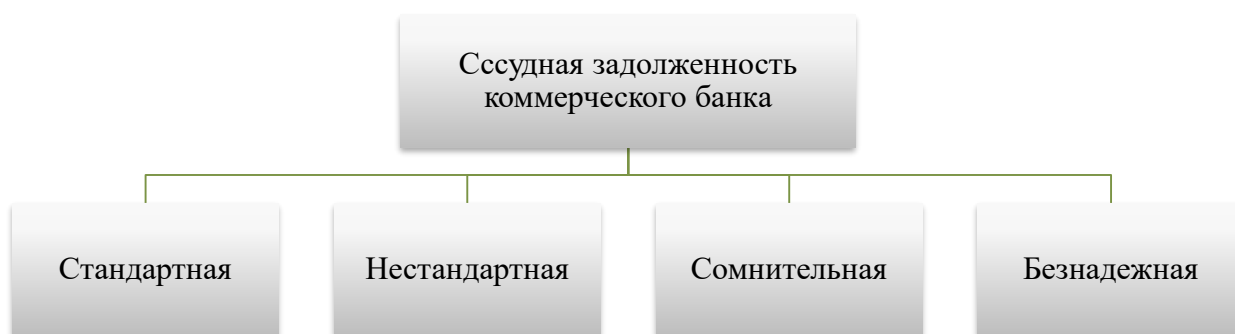 Сссудная задолженность
коммерческого банка
Стандартная
Нестандартная
Сомнительная
Безнадежная